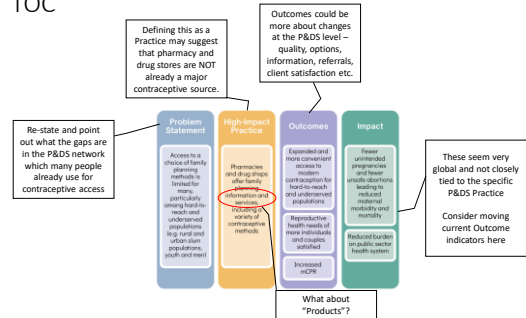 TOC
Defining this as a
Practice may suggest
that pharmacy and
drug stores are NOT
already a major
contraceptive source.
Outcomes could be
more about changes
at the P&DS level –
quality, options,
information, referrals,
client satisfaction etc.
Re-state and point
out what the gaps are
in the P&DS network
which many people
already use for
contraceptive access
Problem
Statement
Access to a
choice of family
planning
methods is
limited for
many,
particularly
among hard-to-
reach and
underserved
populations
(e.g. rural and
urban slum
populations,
youth and men)
High-Impact
Practice
Pharmacies
and drug shops
offer family
planning
information and
services,
including a
variety of
contraceptive
methods
Outcomes
Expanded and
more convenient
access to
modern
contraception for
hard-to-reach
and underserved
populations
Reproductive
health needs of
more individuals
and couples
satisfied
Increased
mCPR
Impact
Fewer
unintended
pregnancies
and fewer
unsafe abortions
leading to
reduced
maternal
morbidity and
mortality
Reduced burden
on public sector
health system
These seem very
global and not closely
tied to the specific
P&DS Practice
Consider moving
current Outcome
indicators here
What about
"Products"?